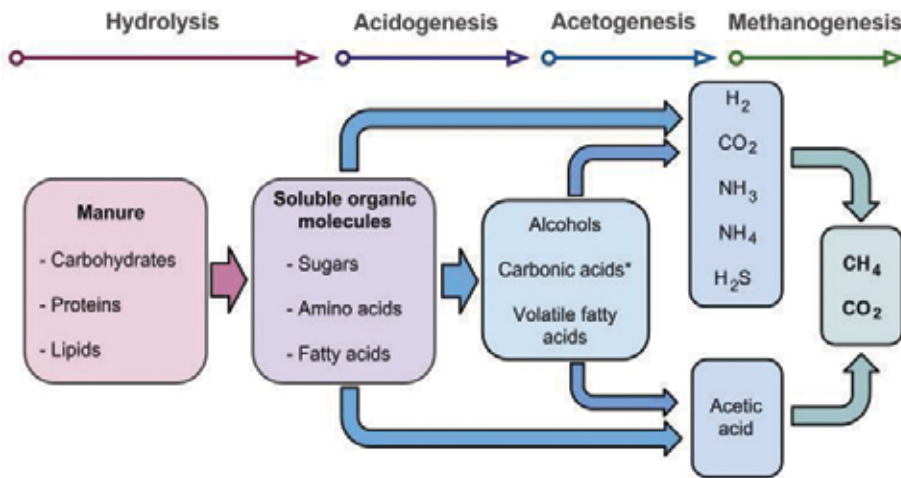 Hydrolysis
Acidogenesis
Acetogenesis
Methanogenesis
Manure
- Carbohydrates
- Proteins
- Lipids
Soluble organic
molecules
- Sugars
- Amino acids
- Fatty acids
Alcohols
Carbonic acids*
Volatile fatty
acids
H₂
CO₂
NH₃
NH₄
H₂S
Acetic
acid
CH₄
CO₂